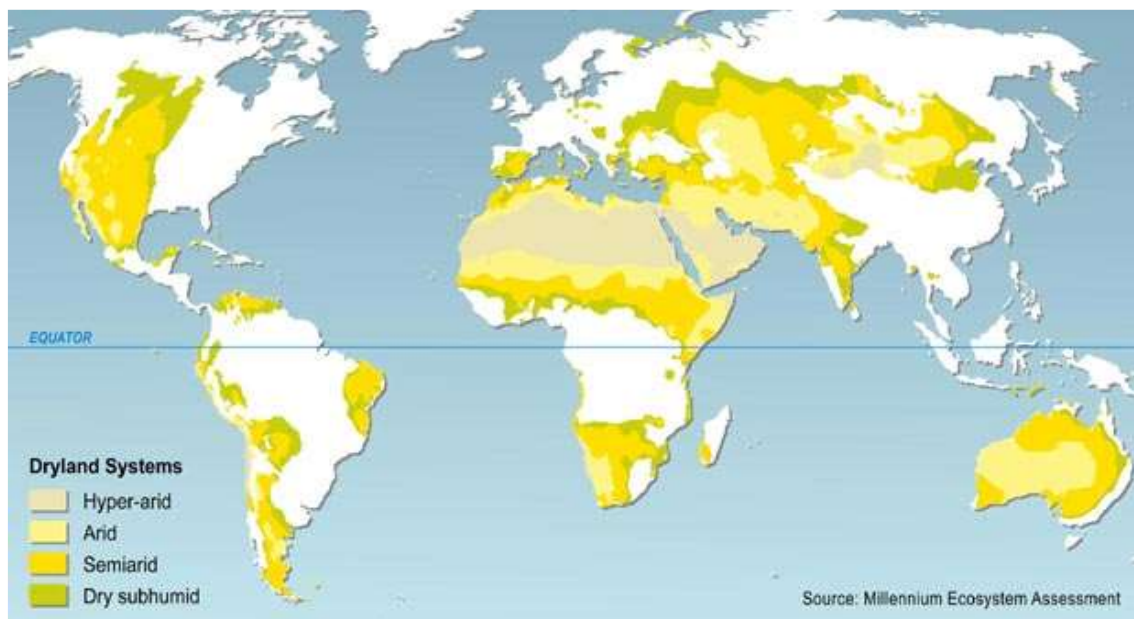 EQUATOR
Dryland Systems
Hyper-arid
Arid
Semiarid
Dry subhumid
Source: Millennium Ecosystem Assessment